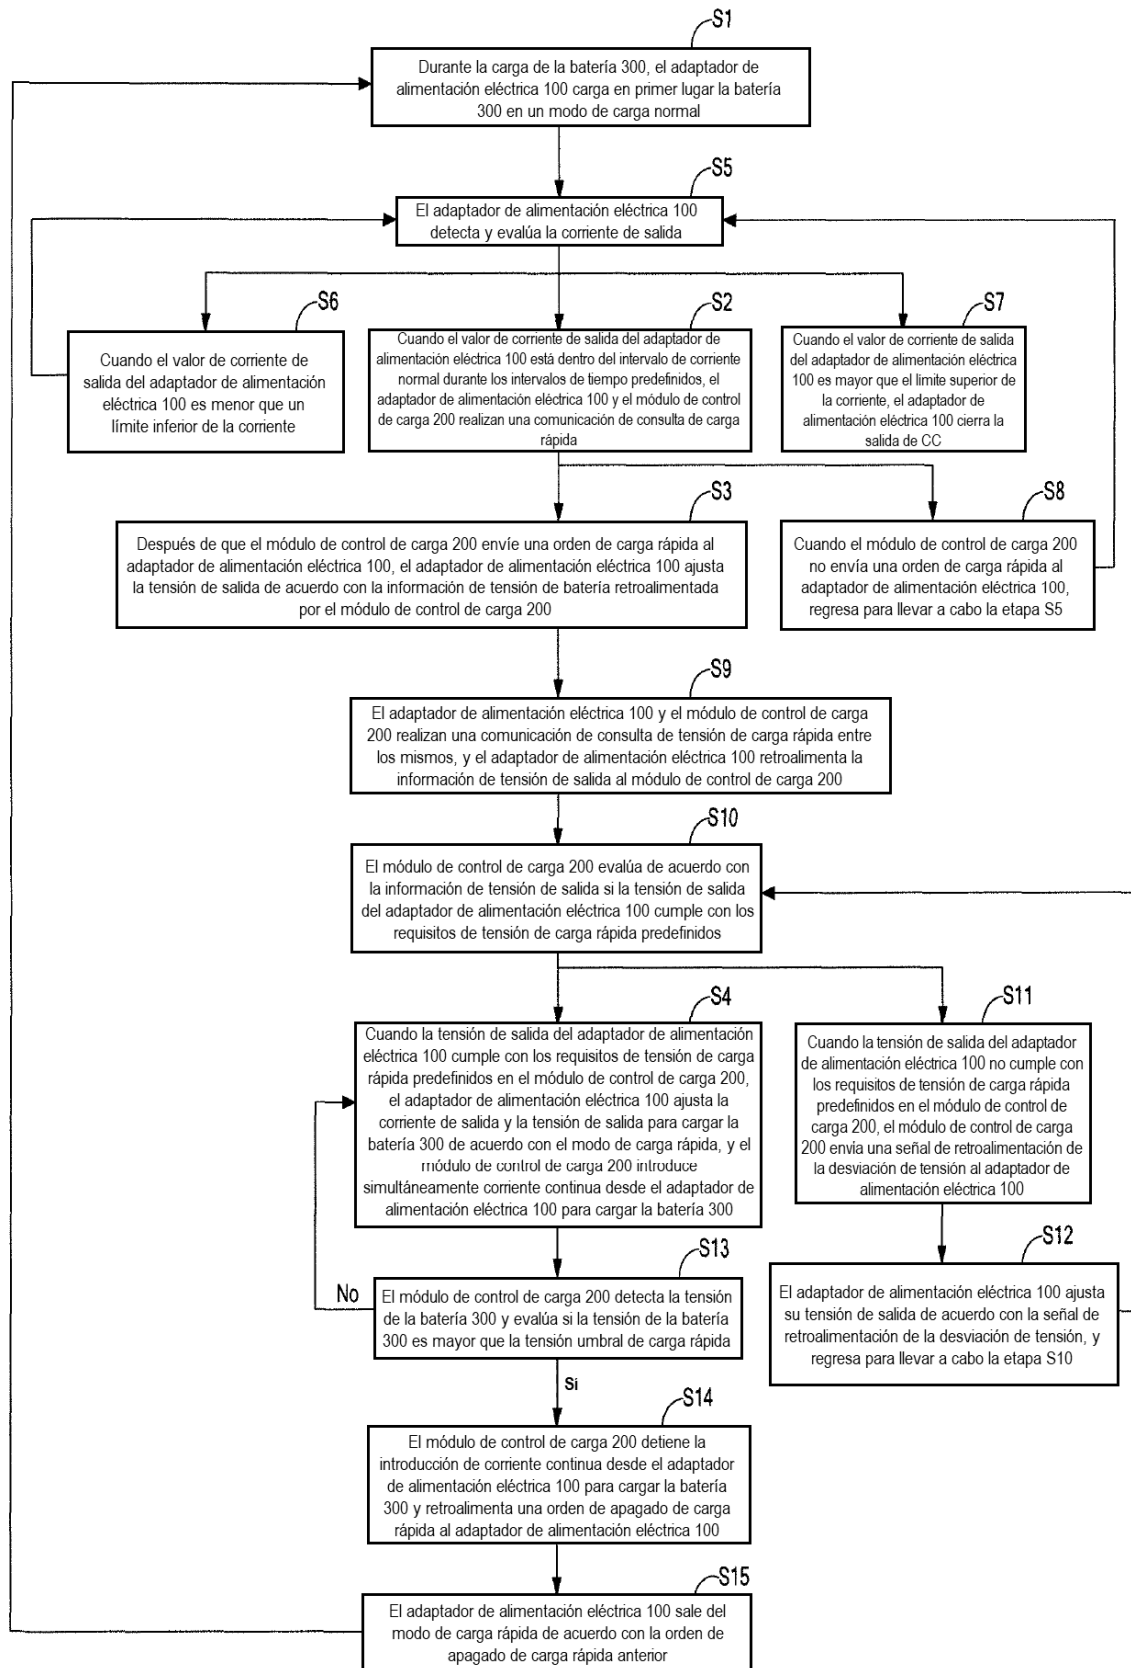 S1
Durante la carga de la batería 300, el adaptador de
alimentación eléctrica 100 carga en primer lugar la batería
300 en un modo de carga normal
S5
El adaptador de alimentación eléctrica 100
detecta y evalúa la corriente de salida
S6
Cuando el valor de corriente de
salida del adaptador de alimentación
eléctrica 100 es menor que un
límite inferior de la corriente
S2
Cuando el valor de corriente de salida del adaptador de
alimentación eléctrica 100 está dentro del intervalo de corriente
normal durante los intervalos de tiempo predefinidos, el
adaptador de alimentación eléctrica 100 y el módulo de control
de carga 200 realizan una comunicación de consulta de carga
rápida
S7
Cuando el valor de corriente de salida
del adaptador de alimentación eléctrica
100 es mayor que el limite superior de
la corriente, el adaptador de
alimentación eléctrica 100 cierra la
salida de CC
S3
Después de que el módulo de control de carga 200 envíe una orden de carga rápida al
adaptador de alimentación eléctrica 100, el adaptador de alimentación eléctrica 100 ajusta
la tensión de salida de acuerdo con la información de tensión de batería retroalimentada
por el módulo de control de carga 200
S8
Cuando el módulo de control de carga 200
no envía una orden de carga rápida al
adaptador de alimentación eléctrica 100,
regresa para llevar a cabo la etapa S5
S9
El adaptador de alimentación eléctrica 100 y el módulo de control de carga
200 realizan una comunicación de consulta de tensión de carga rápida entre
los mismos, y el adaptador de alimentación eléctrica 100 retroalimenta la
información de tensión de salida al módulo de control de carga 200
S10
El módulo de control de carga 200 evalúa de acuerdo con
la información de tensión de salida si la tensión de salida
del adaptador de alimentación eléctrica 100 cumple con los
requisitos de tensión de carga rápida predefinidos
S4
Cuando la tensión de salida del adaptador de alimentación
eléctrica 100 cumple con los requisitos de tensión de carga
rápida predefinidos en el módulo de control de carga 200,
el adaptador de alimentación eléctrica 100 ajusta la
corriente de salida y la tensión de salida para cargar la
batería 300 de acuerdo con el modo de carga rápida, y el
módulo de control de carga 200 introduce
simultáneamente corriente continua desde el adaptador de
alimentación eléctrica 100 para cargar la batería 300
S11
Cuando la tensión de salida del adaptador
de alimentación eléctrica 100 no cumple con
los requisitos de tensión de carga rápida
predefinidos en el módulo de control de
carga 200, el módulo de control de carga
200 envía una señal de retroalimentación de
la desviación de tensión al adaptador de
alimentación eléctrica 100
S13
No
El módulo de control de carga 200 detecta la tensión
de la batería 300 y evalúa si la tensión de la batería
300 es mayor que la tensión umbral de carga rápida
S12
El adaptador de alimentación eléctrica 100 ajusta
su tensión de salida de acuerdo con la señal de
retroalimentación de la desviación de tensión, y
regresa para llevar a cabo la etapa S10
Sí
S14
El módulo de control de carga 200 detiene la
introducción de corriente continua desde el adaptador
de alimentación eléctrica 100 para cargar la batería
300 y retroalimenta una orden de apagado de carga
rápida al adaptador de alimentación eléctrica 100
S15
El adaptador de alimentación eléctrica 100 sale del
modo de carga rápida de acuerdo con la orden de
apagado de carga rápida anterior